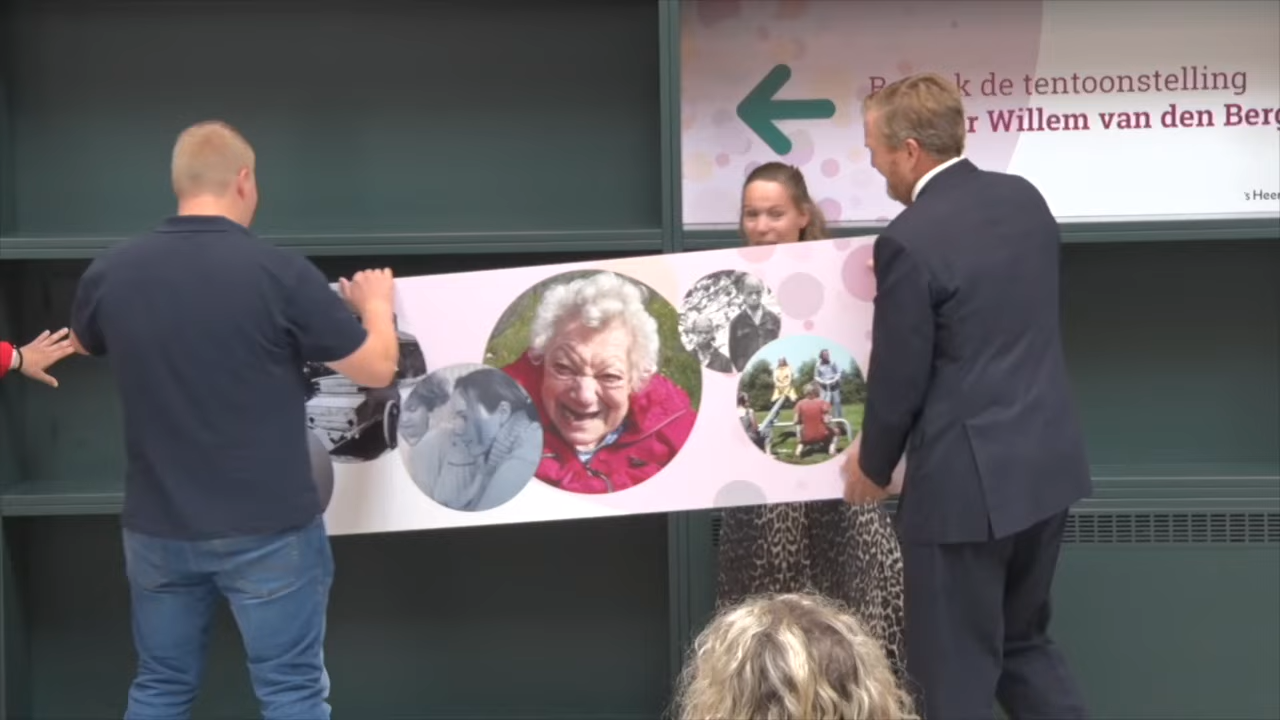 de tentoonstelling
Willem van den Berg
's Heer